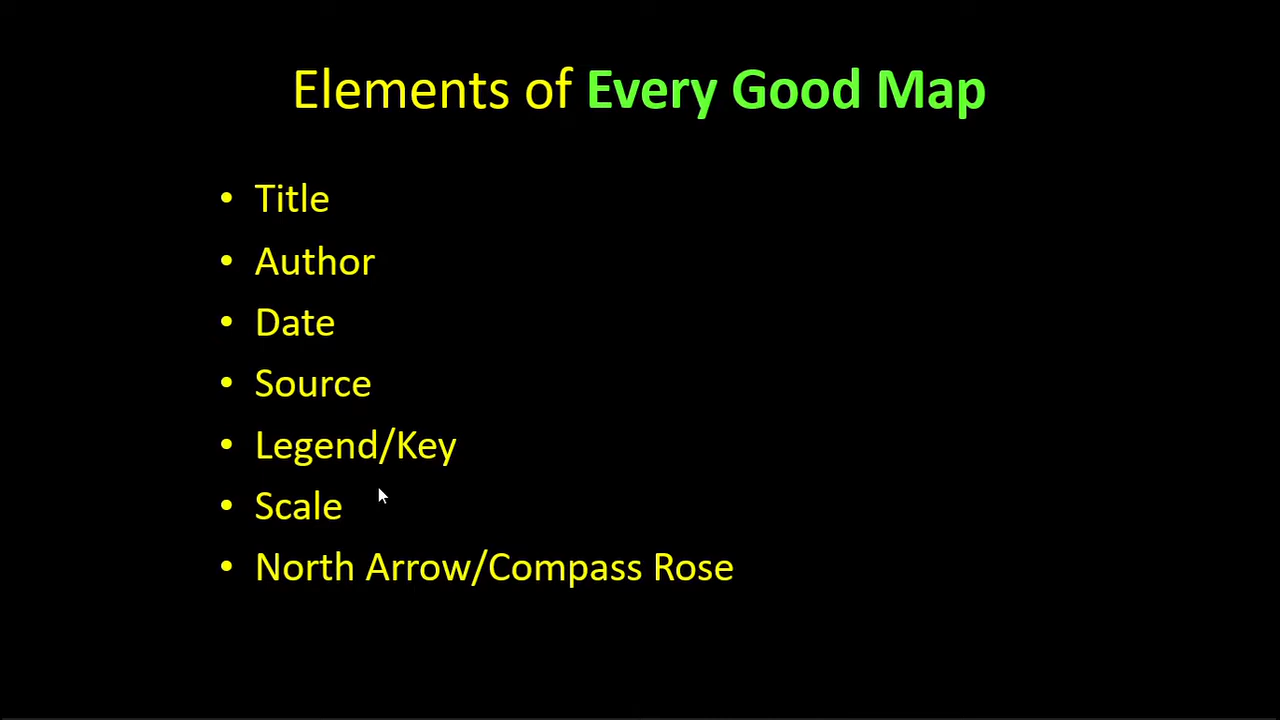 Elements of Every Good Map
• Title
• Author
• Date
• Source
• Legend/Key
• Scale
• North Arrow/Compass Rose